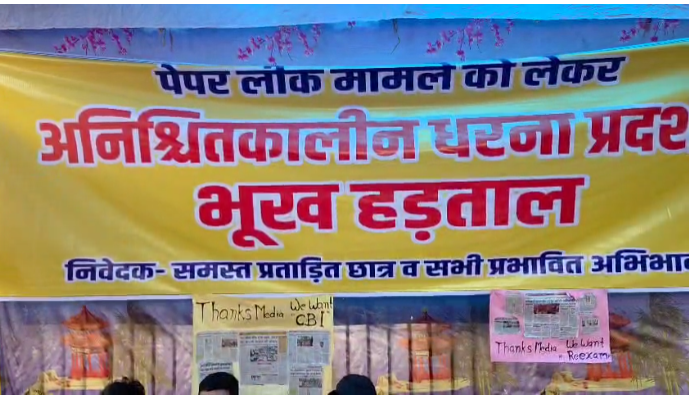 पेपर लीक मामले को लेकर
अनिश्चितकालीन धरना प्रदर्श
भूख हड़ताल
निवेदक- समस्त प्रताड़ित छात्र व सभी प्रभावित अभिभा
Thanks Media We Want
CBI
Thanks Media We Want
Reexam